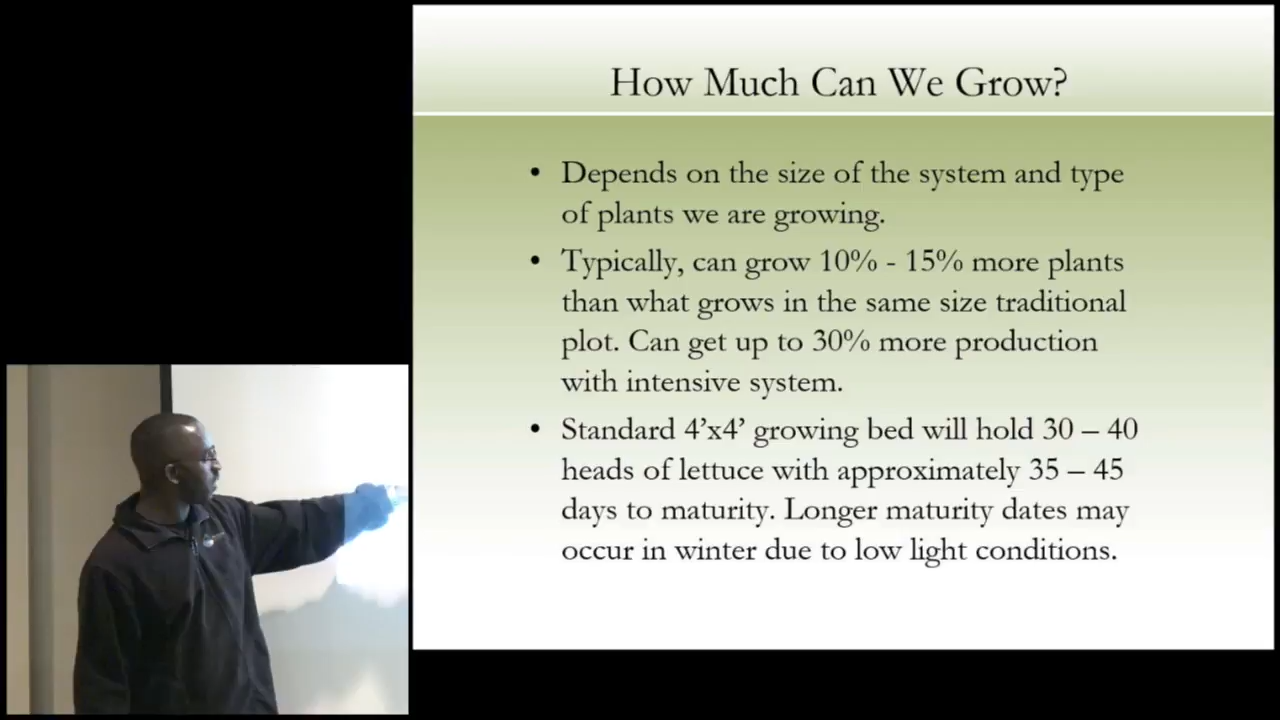 How Much Can We Grow?
• Depends on the size of the system and type
of plants we are growing.
• Typically, can grow 10% - 15% more plants
than what grows in the same size traditional
plot. Can get up to 30% more production
with intensive system.
• Standard 4’x4’ growing bed will hold 30 – 40
heads of lettuce with approximately 35 – 45
days to maturity. Longer maturity dates may
occur in winter due to low light conditions.